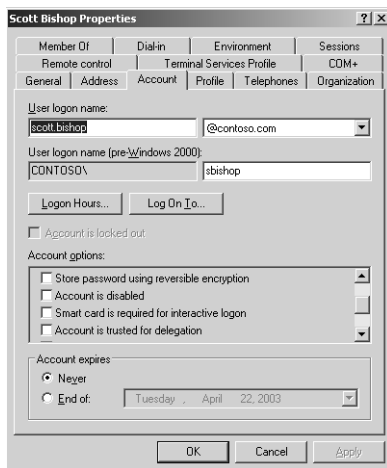 Scott Bishop Properties
Member Of Dial-in Environment Sessions
Remote control Terminal Services Profile COM+
General Address Account Profile Telephones Organization
User logon name:
scott.bishop @contoso.com
User logon name (pre-Windows 2000):
CONTOSO\ sbishop
Logon Hours... Log On To...
Account is locked out
Account options:
Store password using reversible encryption
Account is disabled
Smart card is required for interactive logon
Account is trusted for delegation
Account expires
Never
End of: Tuesday , April 22, 2003
OK Cancel Apply